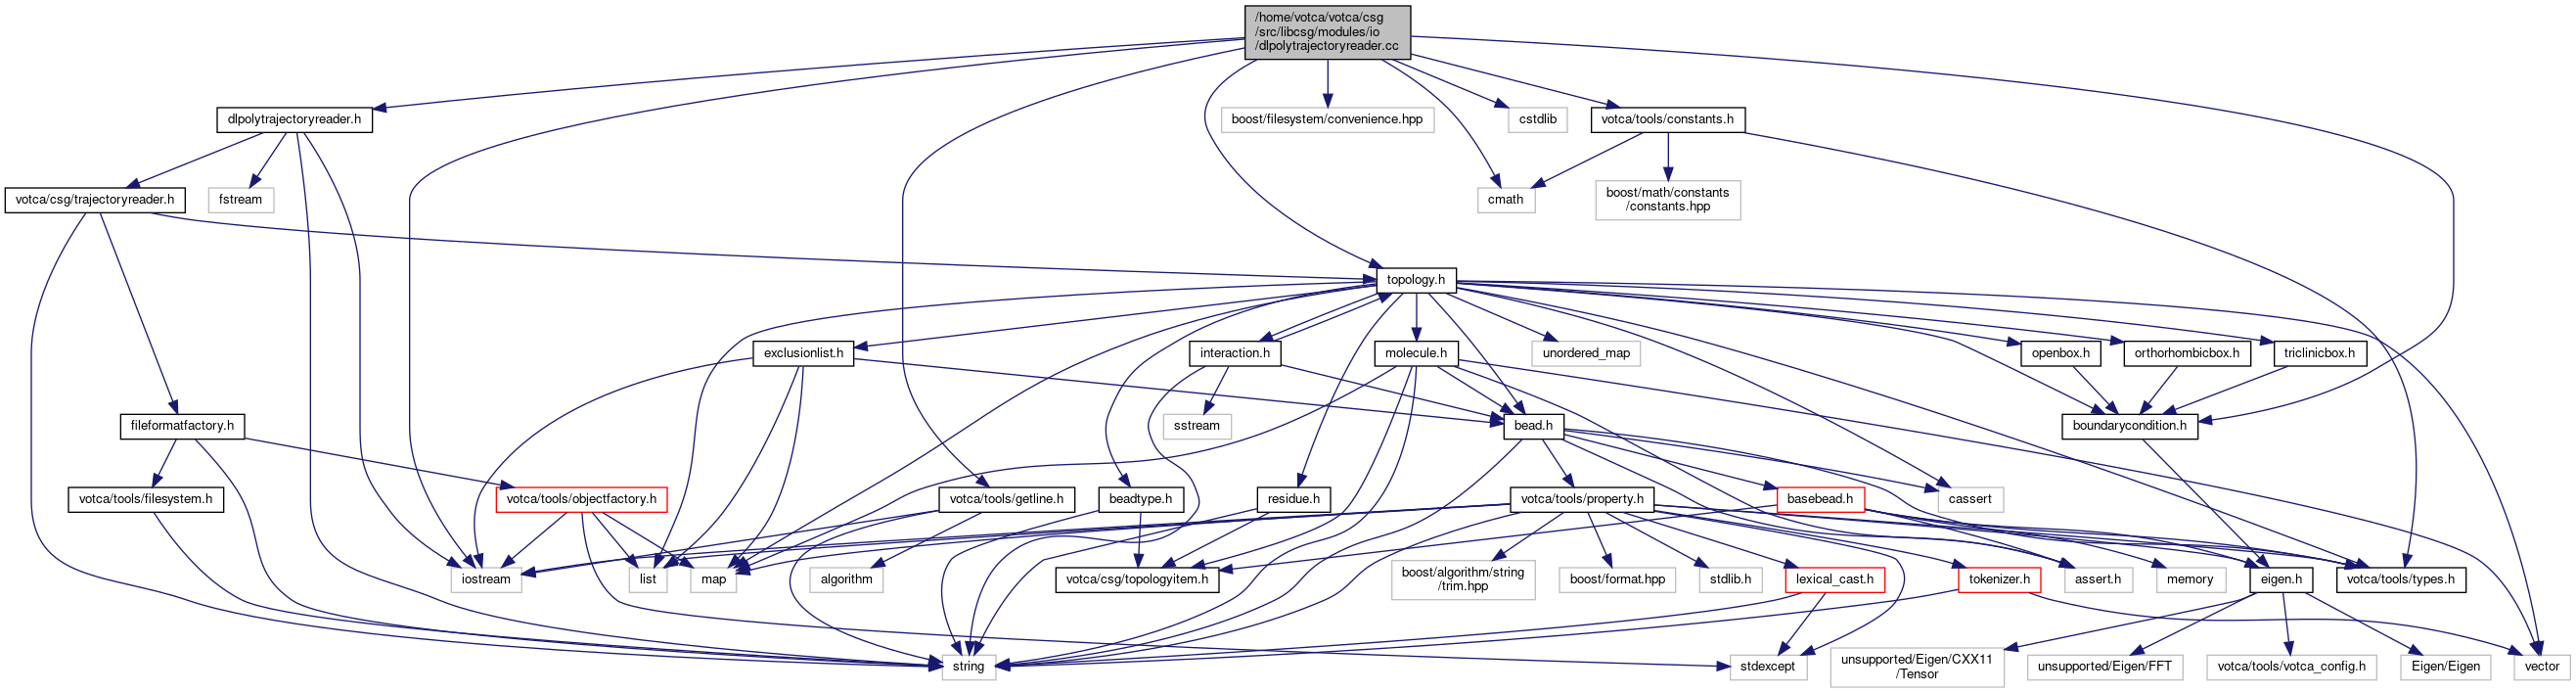 /home/votca/votca/csg
/src/libcsg/modules/io
/dlpolytrajectoryreader.cc
dlpolytrajectoryreader.h
boost/filesystem/convenience.hpp
cstdlib
votca/tools/constants.h
votca/csg/trajectoryreader.h
fstream
cmath
boost/math/constants
/constants.hpp
topology.h
exclusionlist.h
interaction.h
molecule.h
unordered_map
openbox.h
orthorhombicbox.h
triclinicbox.h
fileformatfactory.h
sstream
bead.h
boundarycondition.h
votca/tools/filesystem.h
votca/tools/objectfactory.h
votca/tools/getline.h
beadtype.h
residue.h
votca/tools/property.h
basebead.h
cassert
iostream
list
map
algorithm
votca/csg/topologyitem.h
boost/algorithm/string
/trim.hpp
boost/format.hpp
stdlib.h
lexical_cast.h
tokenizer.h
assert.h
memory
eigen.h
votca/tools/types.h
string
stdexcept
unsupported/Eigen/CXX11
/Tensor
unsupported/Eigen/FFT
votca/tools/votca_config.h
Eigen/Eigen
vector